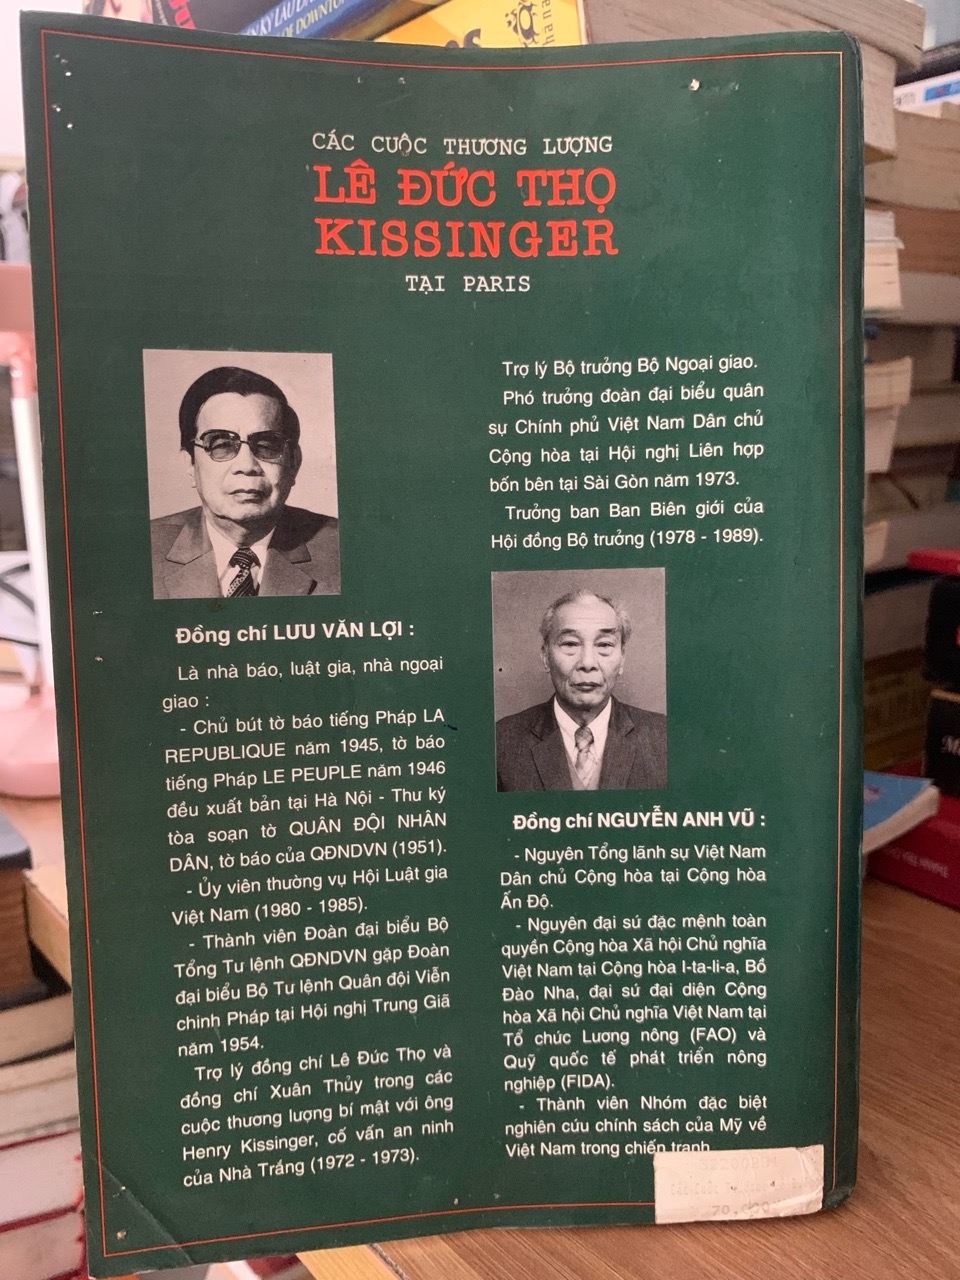 CÁC CUỘC THƯƠNG LƯỢNG
LÊ ĐỨC THỌ
KISSINGER
TẠI PARIS
Đồng chí LƯU VĂN LỢI :
Là nhà báo, luật gia, nhà ngoại
giao :
- Chủ bút tờ báo tiếng Pháp LA
REPUBLIQUE năm 1945, tờ báo
tiếng Pháp LE PEUPLE năm 1946
đều xuất bản tại Hà Nội - Thư ký
tòa soạn tờ QUÂN ĐỘI NHÂN
DÂN, tờ báo của QĐNDVN (1951).
- Ủy viên thường vụ Hội Luật gia
Việt Nam (1980 - 1985).
- Thành viên Đoàn đại biểu Bộ
Tổng Tư lệnh QĐNDVN gặp Đoàn
đại biểu Bộ Tư lệnh Quân đội Viễn
chinh Pháp tại Hội nghị Trung Giã
năm 1954.
Trợ lý đồng chí Lê Đức Thọ và
đồng chí Xuân Thủy trong các
cuộc thương lượng bí mật với ông
Henry Kissinger, cố vấn an ninh
của Nhà Trắng (1972 - 1973).
Trợ lý Bộ trưởng Bộ Ngoại giao.
Phó trưởng đoàn đại biểu quân
sự Chính phủ Việt Nam Dân chủ
Cộng hòa tại Hội nghị Liên hợp
bốn bên tại Sài Gòn năm 1973.
Trưởng ban Ban Biên giới của
Hội đồng Bộ trưởng (1978 - 1989).
Đồng chí NGUYỄN ANH VŨ :
- Nguyên Tổng lãnh sự Việt Nam
Dân chủ Cộng hòa tại Cộng hòa
Ấn Độ.
- Nguyên đại sứ đặc mệnh toàn
quyền Cộng hòa Xã hội Chủ nghĩa
Việt Nam tại Cộng hòa I-ta-li-a, Bồ
Đào Nha, đại sứ đại diện Cộng
hòa Xã hội Chủ nghĩa Việt Nam tại
Tổ chức Lương nông (FAO) và
Quỹ quốc tế phát triển nông
nghiệp (FIDA).
- Thành viên Nhóm đặc biệt
nghiên cứu chính sách của Mỹ về
Việt Nam trong chiến tranh
70,000